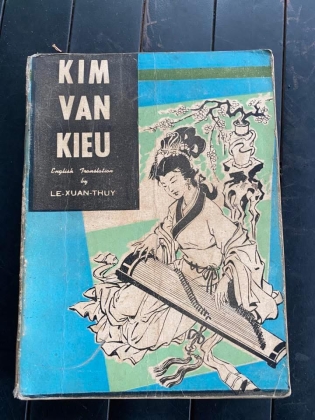 KIM
VAN
KIEU
English Translation
by
LE-XUAN-THUY